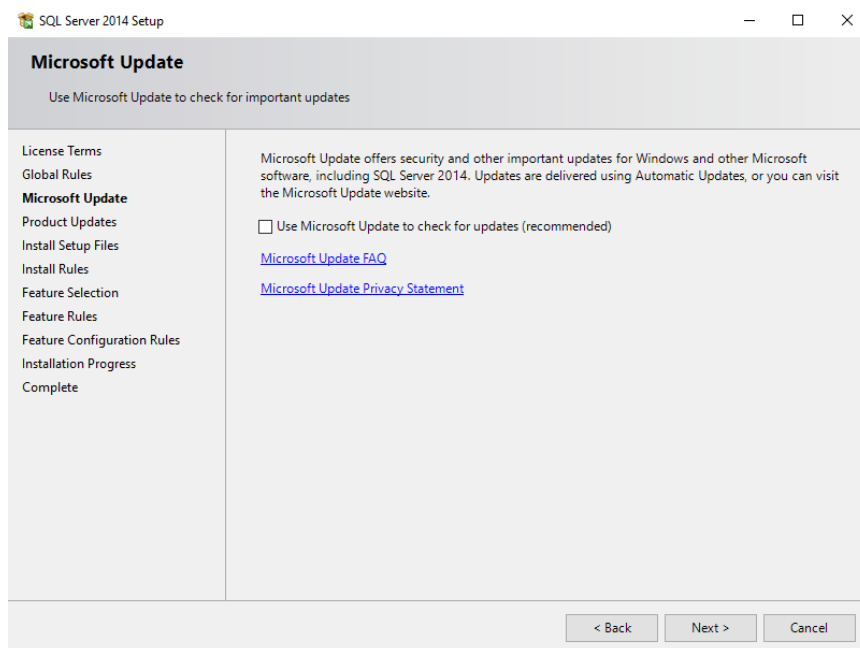 SQL Server 2014 Setup
Microsoft Update
Use Microsoft Update to check for important updates
License Terms
Global Rules
Microsoft Update
Product Updates
Install Setup Files
Install Rules
Feature Selection
Feature Rules
Feature Configuration Rules
Installation Progress
Complete
Microsoft Update offers security and other important updates for Windows and other Microsoft
software, including SQL Server 2014. Updates are delivered using Automatic Updates, or you can visit
the Microsoft Update website.
Use Microsoft Update to check for updates (recommended)
Microsoft Update FAQ
Microsoft Update Privacy Statement
< Back
Next >
Cancel